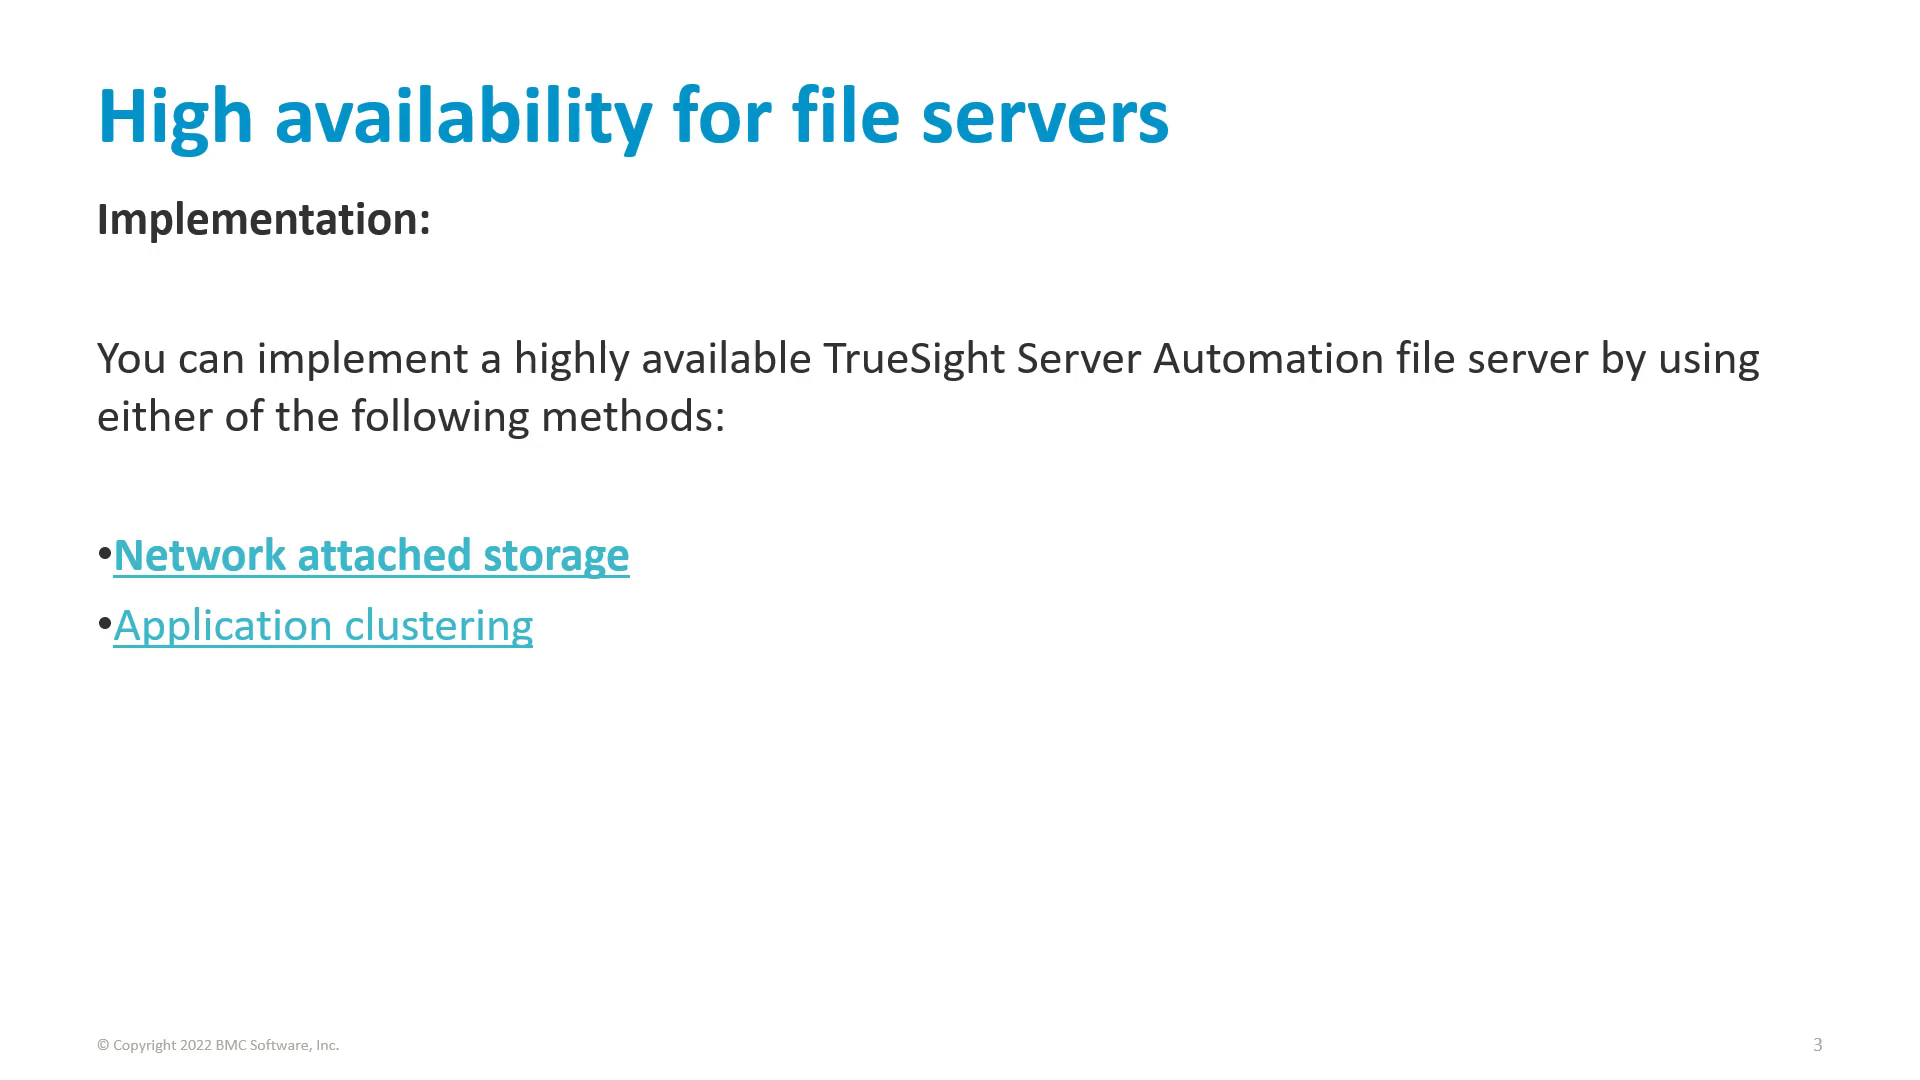 High availability for file servers
Implementation:
You can implement a highly available TrueSight Server Automation file server by using
either of the following methods:
•Network attached storage
•Application clustering
© Copyright 2022 BMC Software, Inc.
3